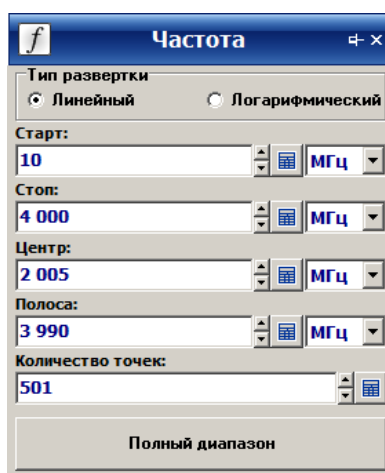 f Частота
Тип развертки
Линейный Логарифмический
Старт:
10 МГц
Стоп:
4 000 МГц
Центр:
2 005 МГц
Полоса:
3 990 МГц
Количество точек:
501
Полный диапазон